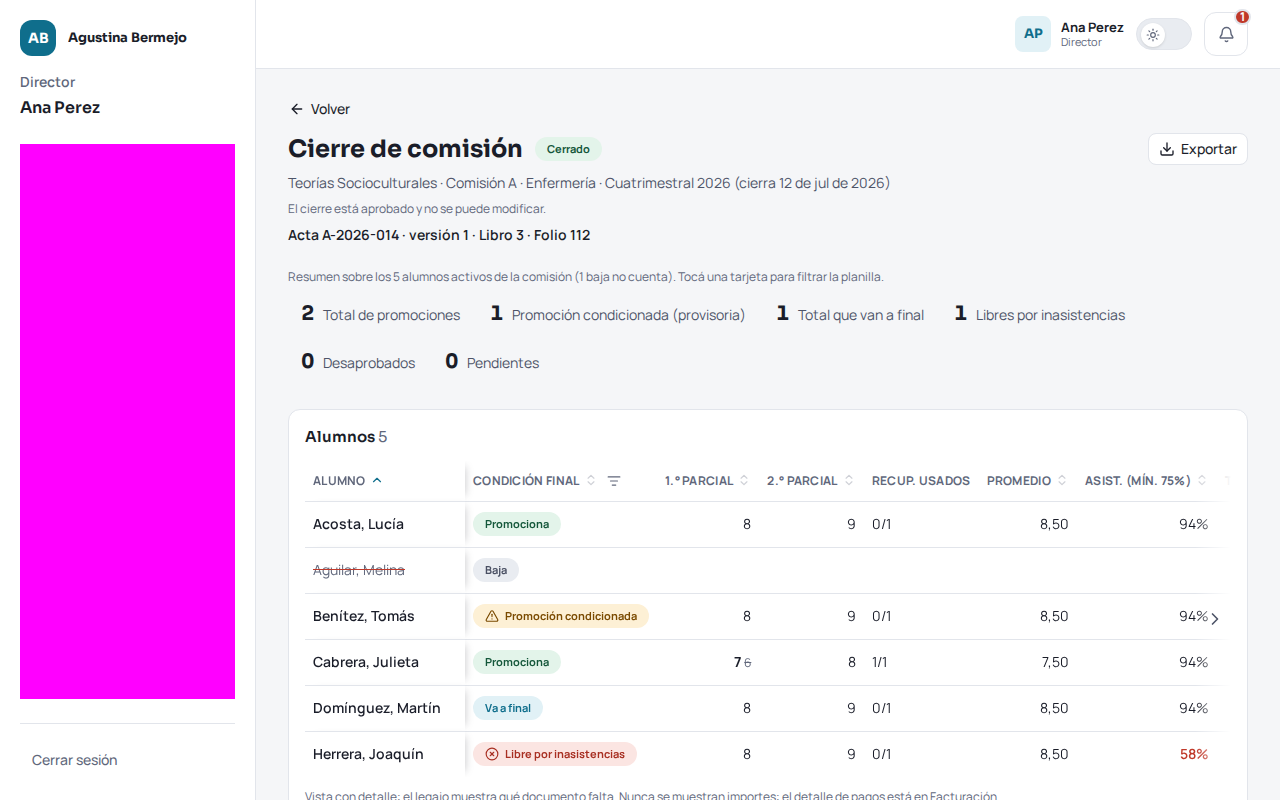 AB Agustina Bermejo
Director
Ana Perez
Cerrar sesión
AP Ana Perez
Director
1
Volver
Cierre de comisión Cerrado
Exportar
Teorías Socioculturales · Comisión A · Enfermería · Cuatrimestral 2026 (cierra 12 de jul de 2026)
El cierre está aprobado y no se puede modificar.
Acta A-2026-014 · versión 1 · Libro 3 · Folio 112
Resumen sobre los 5 alumnos activos de la comisión (1 baja no cuenta). Tocá una tarjeta para filtrar la planilla.
2 Total de promociones 1 Promoción condicionada (provisoria) 1 Total que van a final 1 Libres por inasistencias
0 Desaprobados 0 Pendientes
Alumnos 5
ALUMNO CONDICIÓN FINAL 1.º PARCIAL 2.º PARCIAL RECUP. USADOS PROMEDIO ASIST. (MÍN. 75%)
Acosta, Lucía Promociona 8 9 0/1 8,50 94%
Aguilar, Melina Baja
Benítez, Tomás Promoción condicionada 8 9 0/1 8,50 94%
Cabrera, Julieta Promociona 7 6 8 1/1 7,50 94%
Domínguez, Martín Va a final 8 9 0/1 8,50 94%
Herrera, Joaquín Libre por inasistencias 8 9 0/1 8,50 58%
Vista con detalle: el legajo muestra qué documento falta. Nunca se muestran importes: el detalle de pagos está en Facturación.